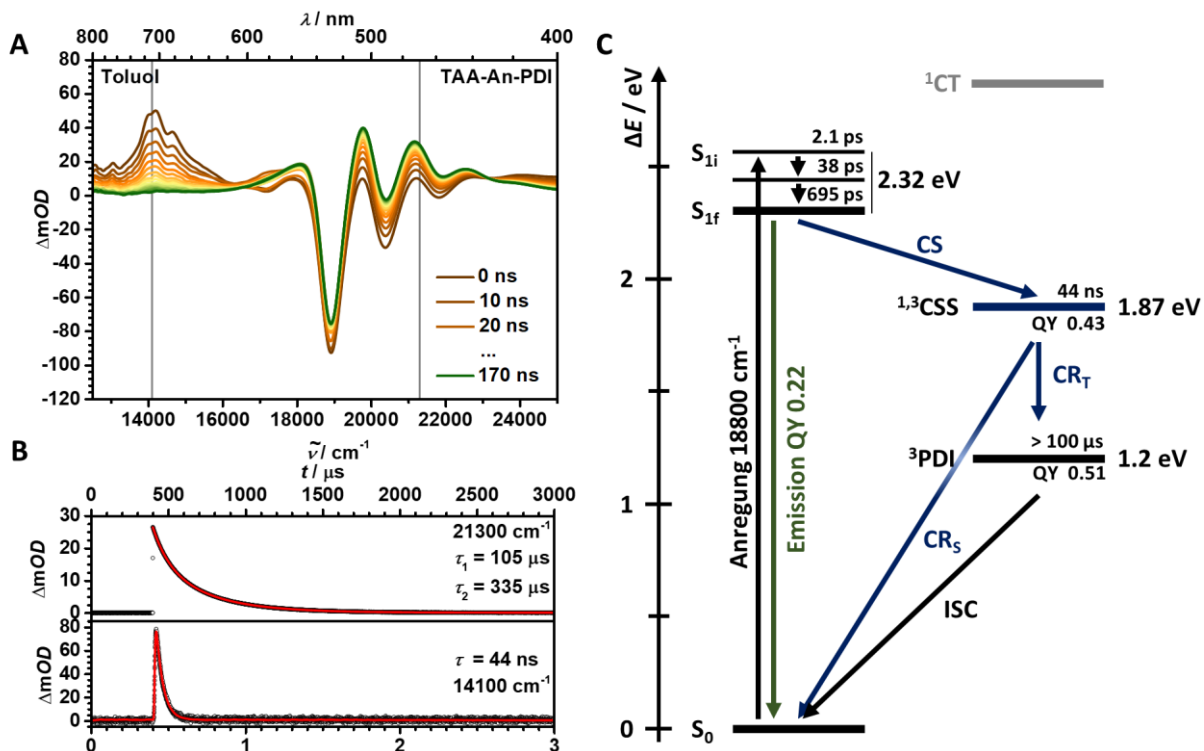 A
λ / nm
800 700 600 500 400
80
60
40
20
0
-20
-40
-60
-80
-100
-120
ΔmOD
Toluol
TAA-An-PDI
0 ns
10 ns
20 ns
...
170 ns
14000 16000 18000 20000 22000 24000
ν̃ / cm⁻¹
B
t / µs
0 500 1000 1500 2000 2500 3000
30
20
10
0
ΔmOD
21300 cm⁻¹
τ₁ = 105 µs
τ₂ = 335 µs
80
60
40
20
0
ΔmOD
τ = 44 ns
14100 cm⁻¹
0 1 2 3
C
ΔE / eV
2
1
0
¹CT
S₁ᵢ
2.1 ps
38 ps
2.32 eV
695 ps
S₁f
CS
44 ns
¹,³CSS
1.87 eV
QY 0.43
CR_T
> 100 µs
³PDI
1.2 eV
QY 0.51
CR_S
ISC
Anregung 18800 cm⁻¹
Emission QY 0.22
S₀